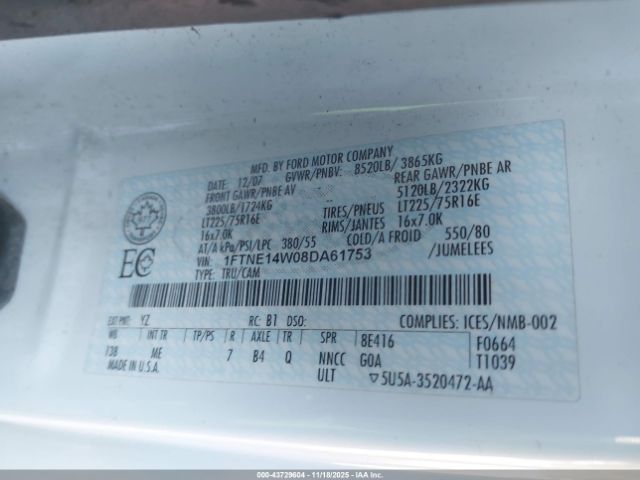 MFD. BY FORD MOTOR COMPANY
DATE: 12/07 GVWR/PNBV: 8520LB/ 3865KG
FRONT GAWR/PNBE AV REAR GAWR/PNBE AR
3800LB/1724KG 5120LB/2322KG
LT225/75R16E TIRES/PNEUS LT225/75R16E
16x7.0K RIMS/JANTES 16x7.0K
AT/A kPa/PSI/LPC 380/55 COLD/A FROID 550/80
VIN: 1FTNE14W08DA61753 /JUMELEES
TYPE: TRU/CAM
EC
EXT PNT: YZ RC: B1 DSO: COMPLIES: ICES/NMB-002
WB INT TR TP/PS R AXLE TR SPR 8E416 F0664
138 ME 7 B4 Q NNCC GOA T1039
MADE IN U.S.A. ULT ▽5U5A-3520472-AA
000-43729604 - 11/18/2025 - IAA Inc.